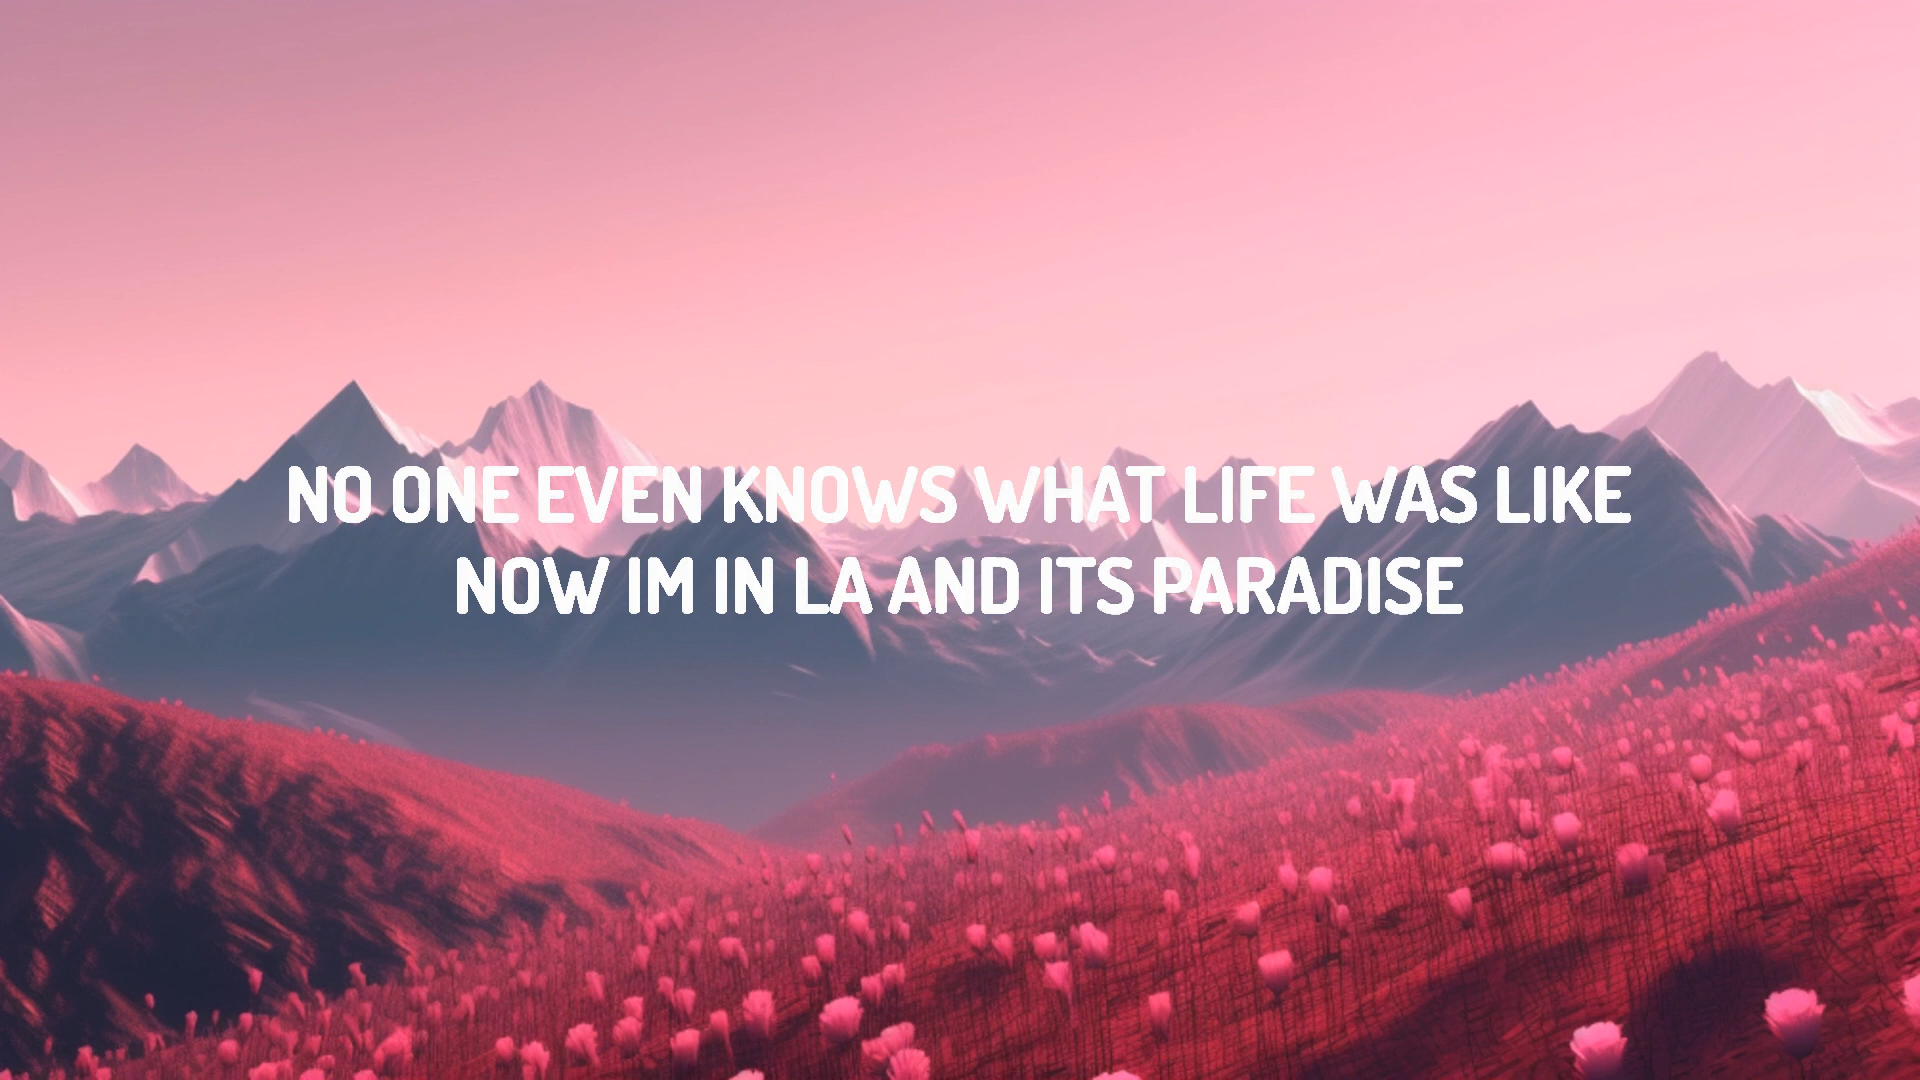 NO ONE EVEN KNOWS WHAT LIFE WAS LIKE
NOW IM IN LA AND ITS PARADISE